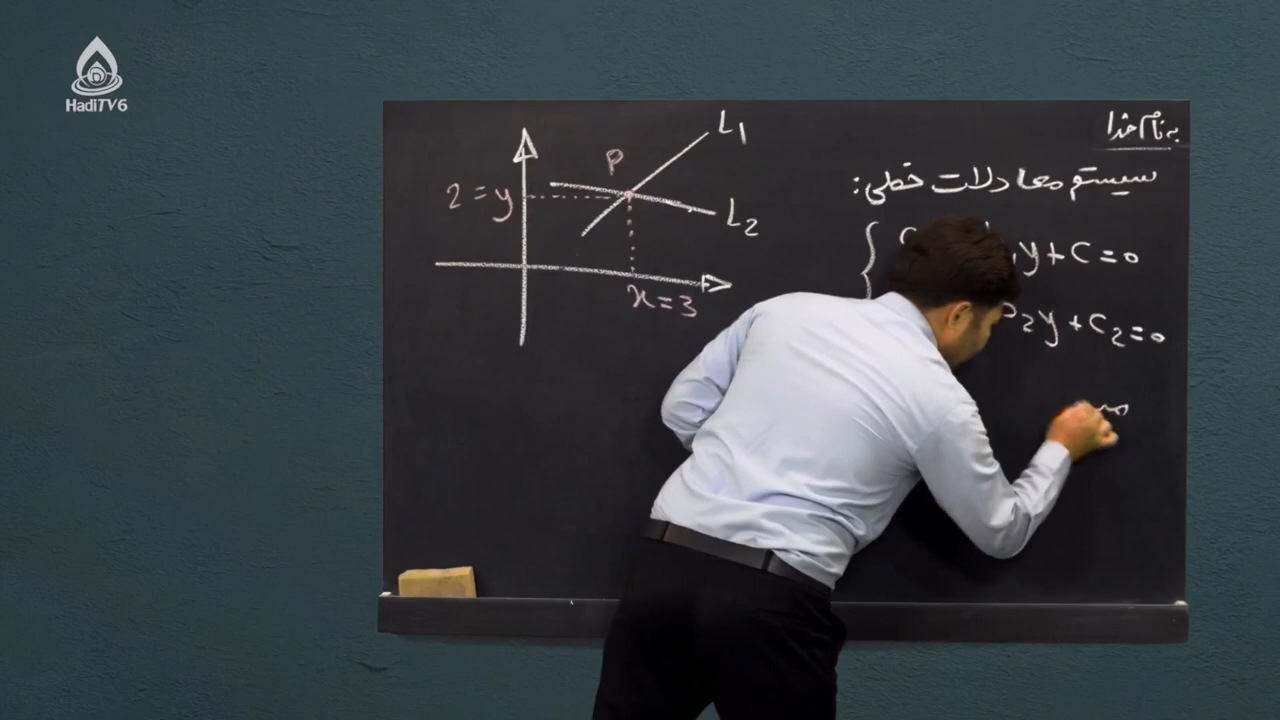 HadiTV6
به نام خدا
سیستم معادلات خطی:
y+C=0
2y+C2=0
L1
P
2=y
L2
x=3